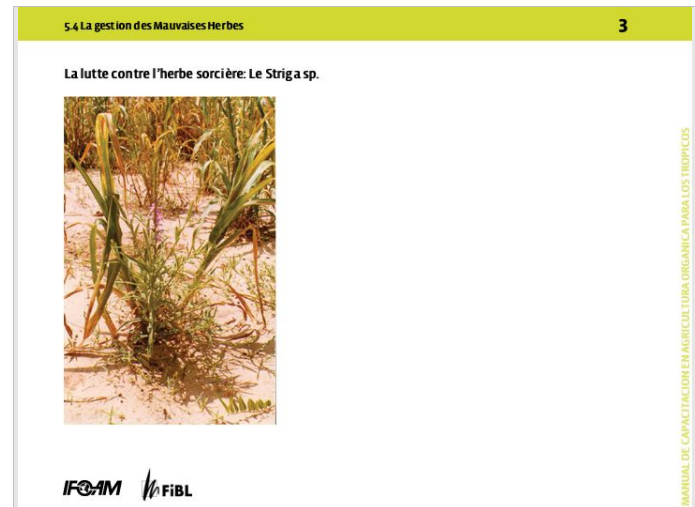 5.4 La gestion des Mauvaises Herbes
3
La lutte contre l'herbe sorcière: Le Striga sp.
MANUAL DE CAPACITACION EN AGRICULTURA ORGANICA PARA LOS TROPICOS
IFOAM
FiBL